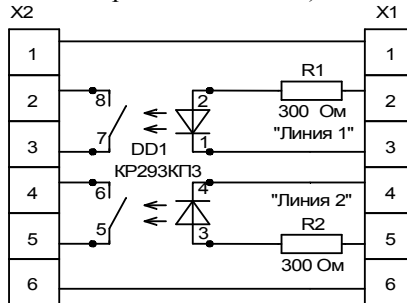 X2 X1
1 1
R1
2 8 2 2
300 Ом
7 1 "Линия 1"
3 DD1 3
КР293КП3
4 6 4 4
"Линия 2"
R2
5 5 3 5
300 Ом
6 6